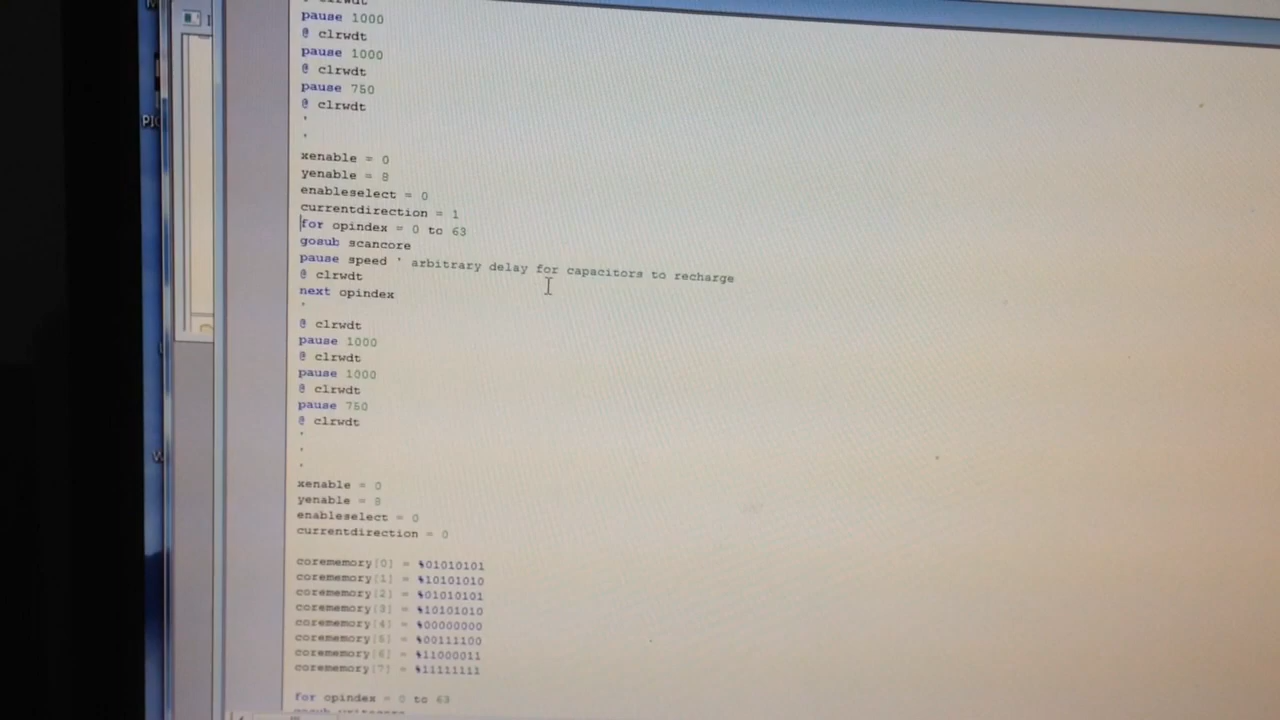 pause 1000
@ clrwdt
pause 1000
@ clrwdt
pause 750
@ clrwdt
'
'
xenable = 0
yenable = 8
enableselect = 0
currentdirection = 1
for opindex = 0 to 63
gosub scancore
pause speed ' arbitrary delay for capacitors to recharge
@ clrwdt
next opindex
'
@ clrwdt
pause 1000
@ clrwdt
pause 1000
@ clrwdt
pause 750
@ clrwdt
'
'
'
xenable = 0
yenable = 8
enableselect = 0
currentdirection = 0
corememory[0] = %01010101
corememory[1] = %10101010
corememory[2] = %01010101
corememory[3] = %10101010
corememory[4] = %00000000
corememory[5] = %00111100
corememory[6] = %11000011
corememory[7] = %11111111
for opindex = 0 to 63